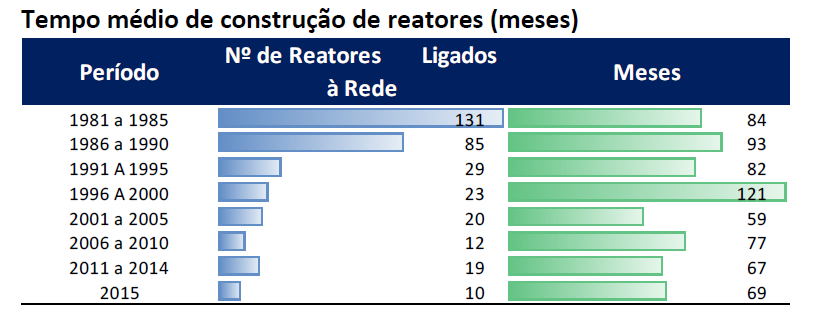 Tempo médio de construção de reatores (meses)
Período Nº de Reatores Ligados à Rede Meses
1981 a 1985 131 84
1986 a 1990 85 93
1991 A 1995 29 82
1996 A 2000 23 121
2001 a 2005 20 59
2006 a 2010 12 77
2011 a 2014 19 67
2015 10 69